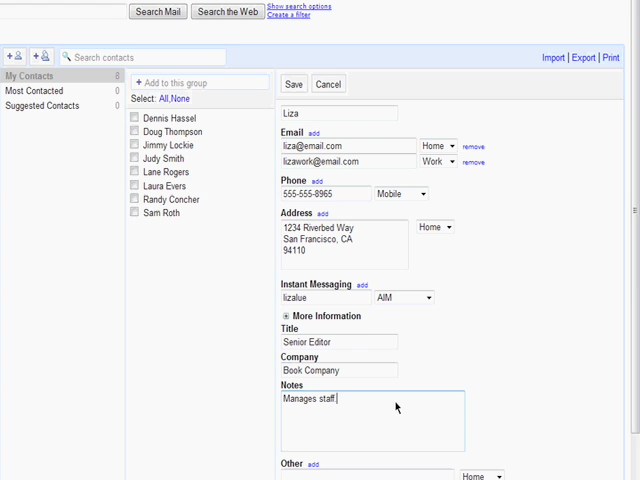 Search Mail Search the Web Show search options
Create a filter
Search contacts Import | Export | Print
My Contacts 8
Most Contacted 0
Suggested Contacts 0
+ Add to this group
Select: All,None
Dennis Hassel
Doug Thompson
Jimmy Lockie
Judy Smith
Lane Rogers
Laura Evers
Randy Concher
Sam Roth
Save Cancel
Liza
Email add
liza@email.com Home remove
lizawork@email.com Work remove
Phone add
555-555-8965 Mobile
Address add
1234 Riverbed Way Home
San Francisco, CA
94110
Instant Messaging add
lizalue AIM
More Information
Title
Senior Editor
Company
Book Company
Notes
Manages staff.
Other add
Home